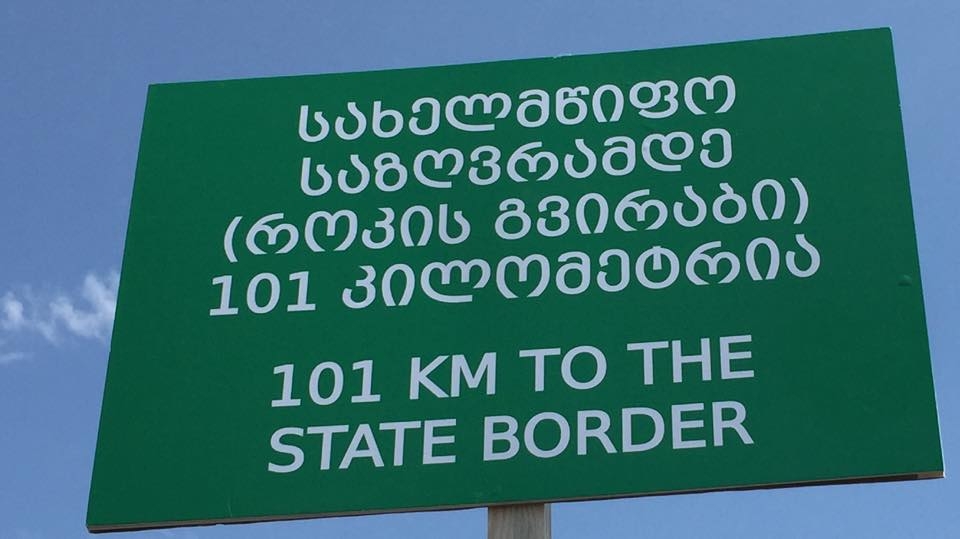 სახელმწიფო
საზღვრამდე
(როკის გვირაბი)
101 კილომეტრია
101 KM TO THE
STATE BORDER